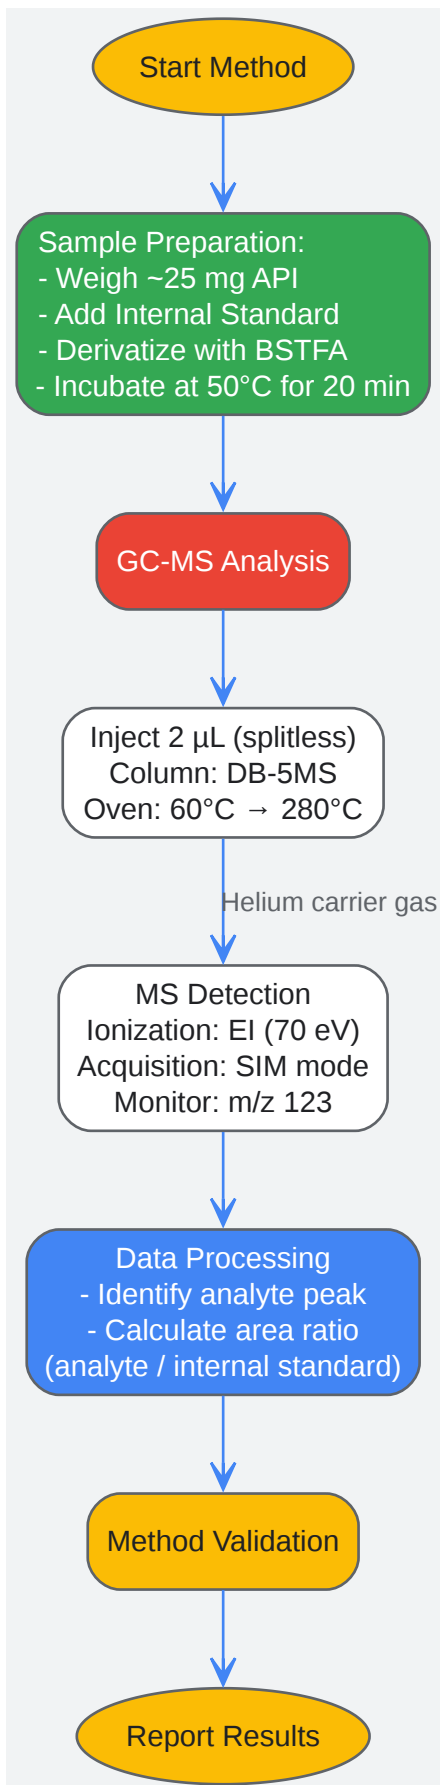 Start Method
Sample Preparation:
- Weigh ~25 mg API
- Add Internal Standard
- Derivatize with BSTFA
- Incubate at 50°C for 20 min
GC-MS Analysis
Inject 2 µL (splitless)
Column: DB-5MS
Oven: 60°C → 280°C
Helium carrier gas
MS Detection
Ionization: EI (70 eV)
Acquisition: SIM mode
Monitor: m/z 123
Data Processing
- Identify analyte peak
- Calculate area ratio
(analyte / internal standard)
Method Validation
Report Results